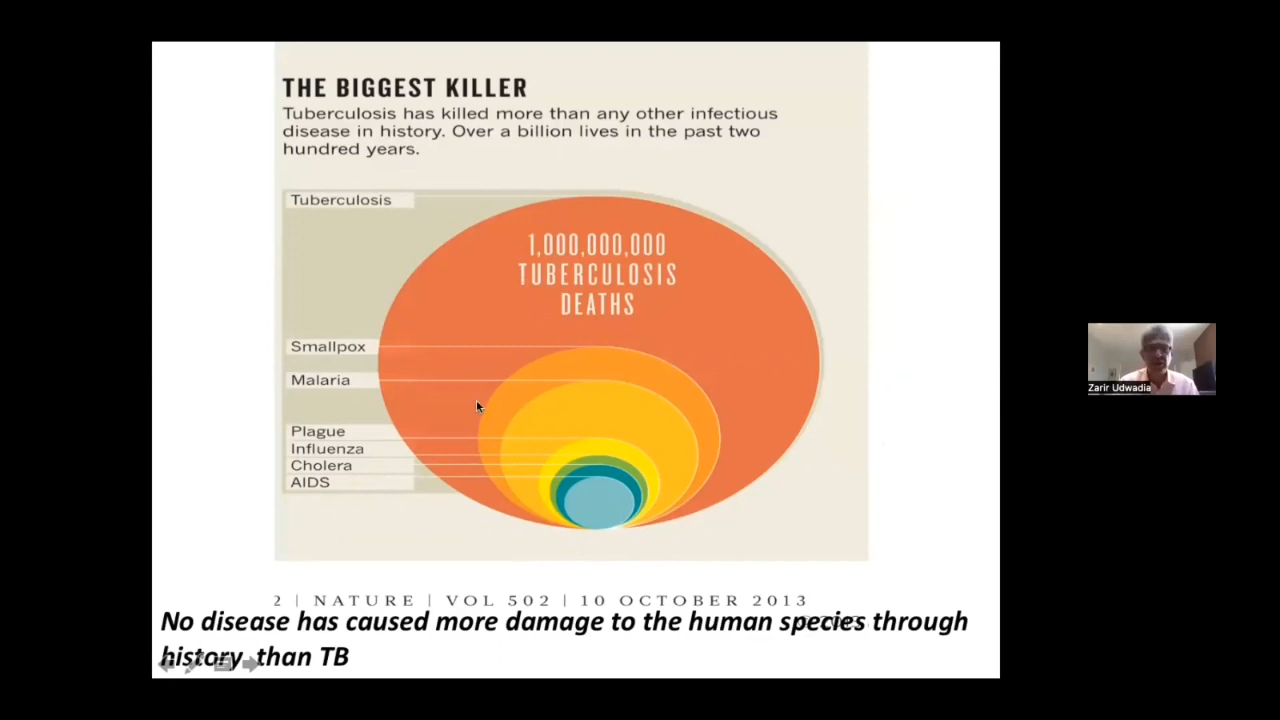 THE BIGGEST KILLER
Tuberculosis has killed more than any other infectious
disease in history. Over a billion lives in the past two
hundred years.
Tuberculosis
1,000,000,000
TUBERCULOSIS
DEATHS
Smallpox
Malaria
Plague
Influenza
Cholera
AIDS
2 | NATURE | VOL 502 | 10 OCTOBER 2013
No disease has caused more damage to the human species through
history than TB
Zarir Udwadia